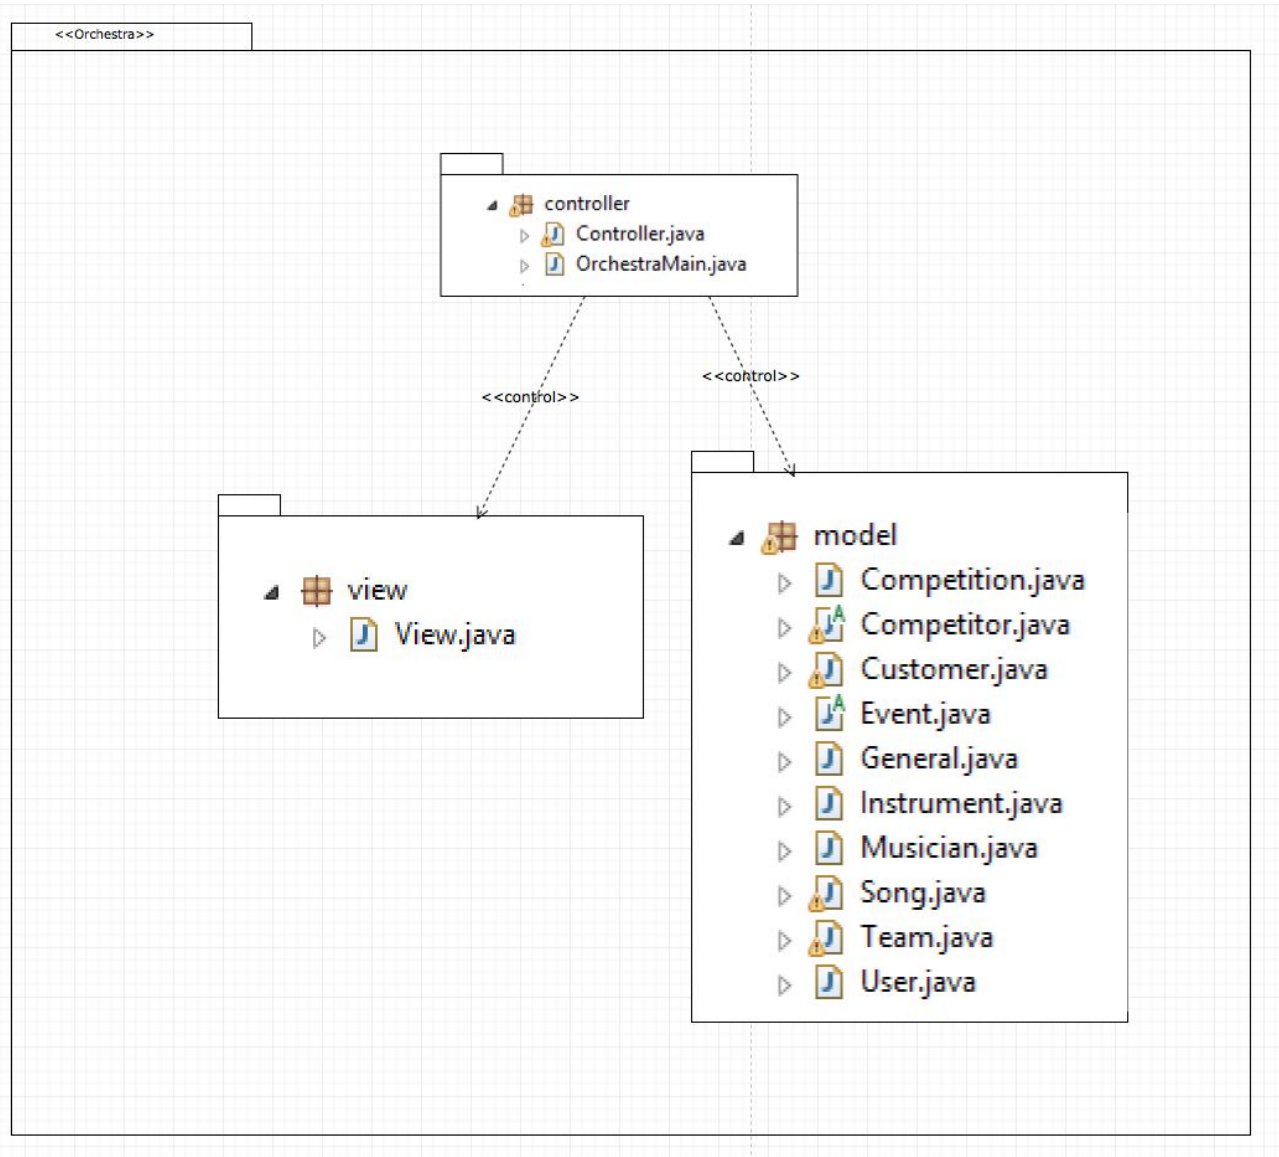 <<Orchestra>>
controller
Controller.java
OrchestraMain.java
<<control>>
<<control>>
view
View.java
model
Competition.java
Competitor.java
Customer.java
Event.java
General.java
Instrument.java
Musician.java
Song.java
Team.java
User.java